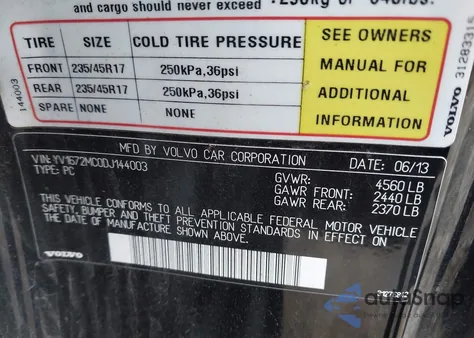 and cargo should never exceed
TIRE SIZE COLD TIRE PRESSURE
FRONT 235/45R17 250kPa,36psi
REAR 235/45R17 250kPa,36psi
SPARE NONE NONE
SEE OWNERS
MANUAL FOR
ADDITIONAL
INFORMATION
144003
VOLVO 31283315
MFD BY VOLVO CAR CORPORATION
VIN: YV1672MC0DJ144003
TYPE: PC
DATE: 06/13
GVWR: 4560 LB
GAWR FRONT: 2440 LB
GAWR REAR: 2370 LB
THIS VEHICLE CONFORMS TO ALL APPLICABLE FEDERAL MOTOR VEHICLE
SAFETY, BUMPER AND THEFT PREVENTION STANDARDS IN EFFECT ON
THE DATE OF MANUFACTURE SHOWN ABOVE.
VOLVO
autoSnap